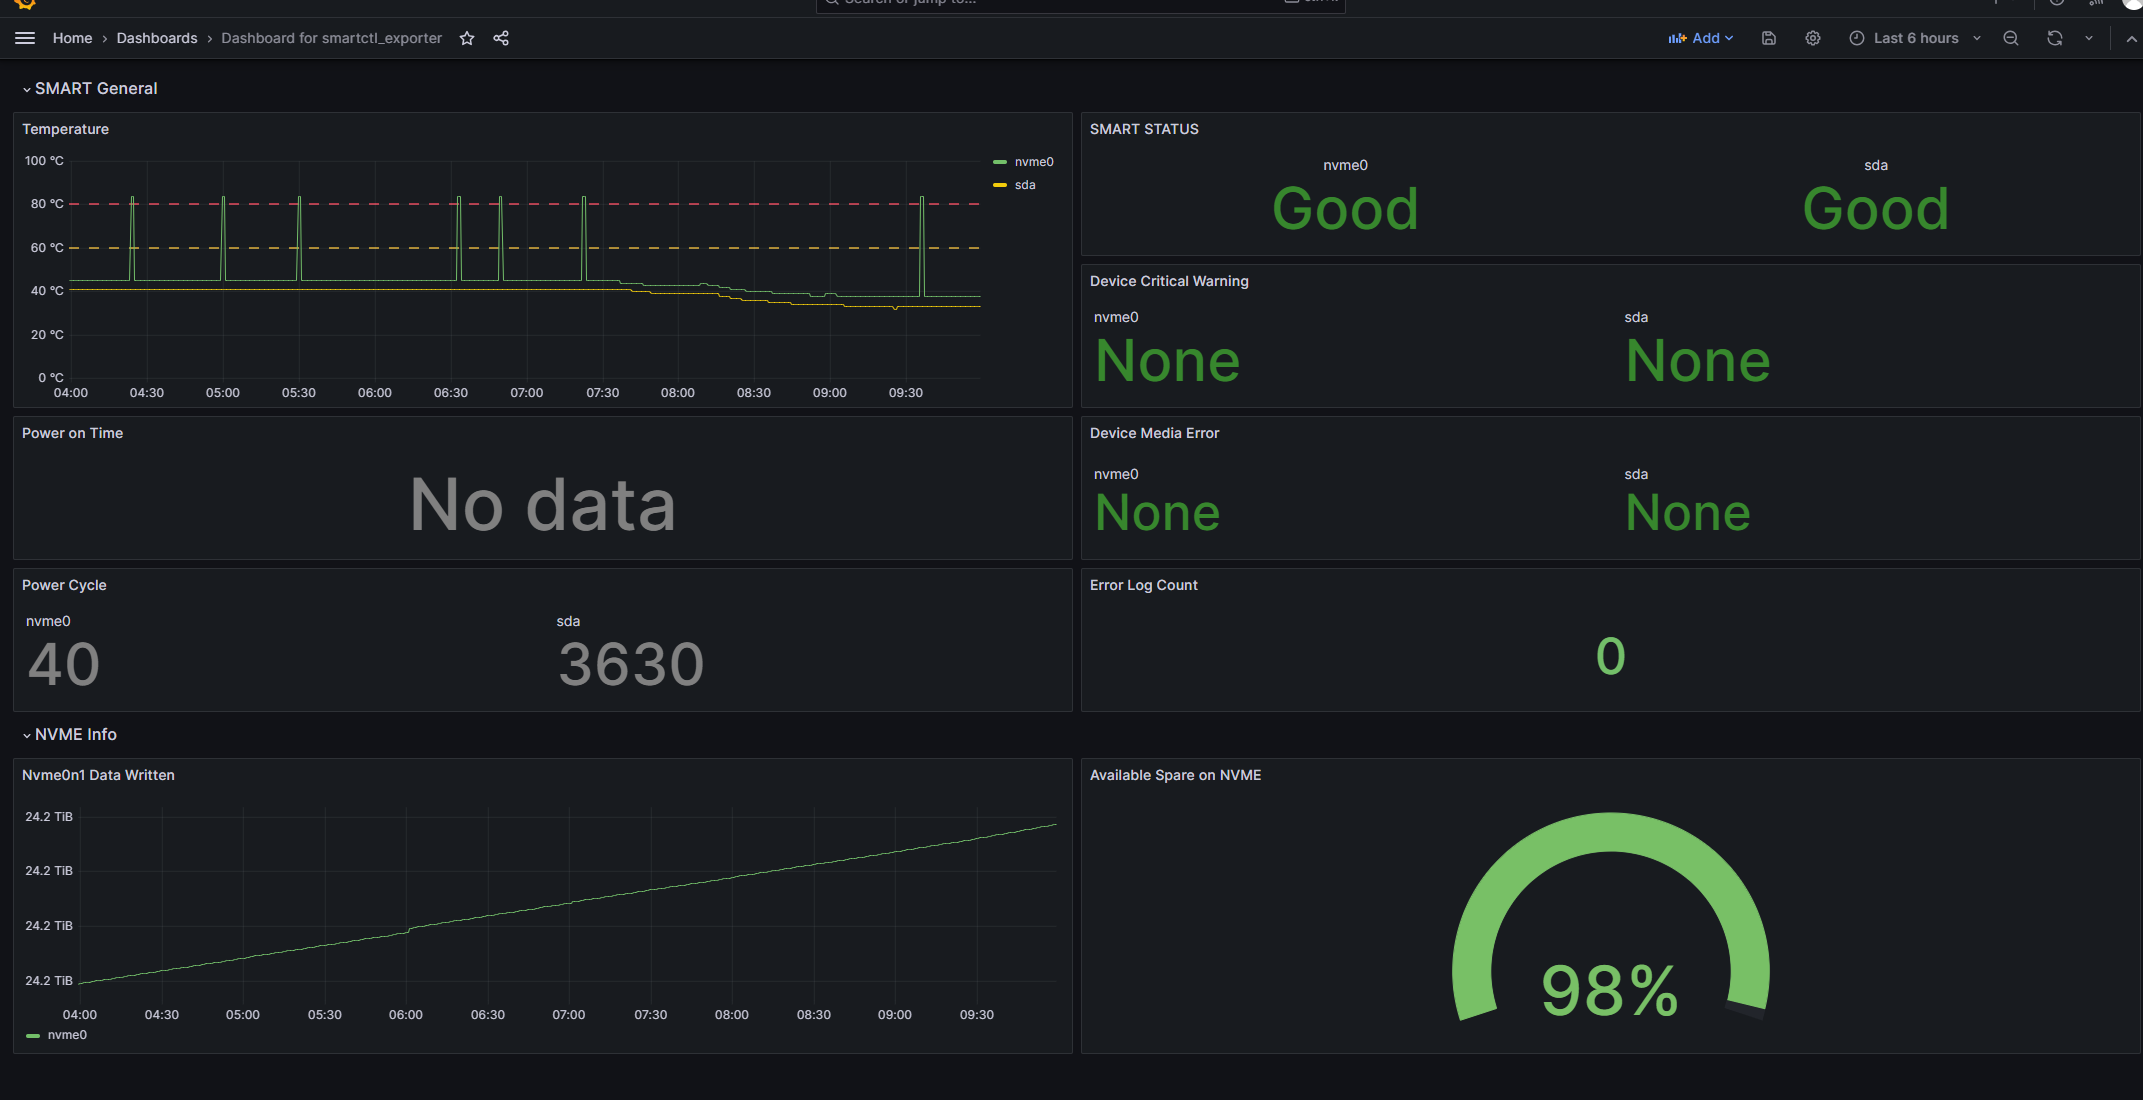 Search or jump to...
Home › Dashboards › Dashboard for smartctl_exporter
Add
Last 6 hours
SMART General
Temperature
100 °C
80 °C
60 °C
40 °C
20 °C
0 °C
04:00 04:30 05:00 05:30 06:00 06:30 07:00 07:30 08:00 08:30 09:00 09:30
nvme0
sda
SMART STATUS
nvme0
Good
sda
Good
Device Critical Warning
nvme0
None
sda
None
Power on Time
No data
Device Media Error
nvme0
None
sda
None
Power Cycle
nvme0
40
sda
3630
Error Log Count
0
NVME Info
Nvme0n1 Data Written
24.2 TiB
24.2 TiB
24.2 TiB
24.2 TiB
04:00 04:30 05:00 05:30 06:00 06:30 07:00 07:30 08:00 08:30 09:00 09:30
nvme0
Available Spare on NVME
98%